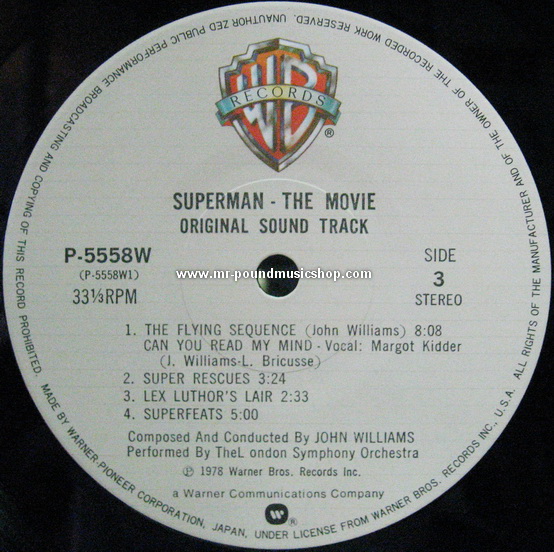 WB
RECORDS
®
SUPERMAN - THE MOVIE
ORIGINAL SOUND TRACK
P-5558W
(P-5558W1)
33⅓RPM
SIDE
3
STEREO
www.mr-poundmusicshop.com
1. THE FLYING SEQUENCE (John Williams) 8:08
CAN YOU READ MY MIND - Vocal: Margot Kidder
(J. Williams-L. Bricusse)
2. SUPER RESCUES 3:24
3. LEX LUTHOR'S LAIR 2:33
4. SUPERFEATS 5:00
Composed And Conducted By JOHN WILLIAMS
Performed By TheL ondon Symphony Orchestra
℗ 1978 Warner Bros. Records Inc.
a Warner Communications Company
®
MADE BY WARNER-PIONEER CORPORATION, JAPAN, UNDER LICENSE FROM WARNER BROS. RECORDS INC., U.S.A. ALL RIGHTS OF THE MANUFACTURER AND OF THE OWNER OF THE RECORDED WORK RESERVED. UNAUTHOR ZED PUBLIC PERFORMANCE BROADCASTING AND COPYING OF THIS RECORD PROHIBITED.